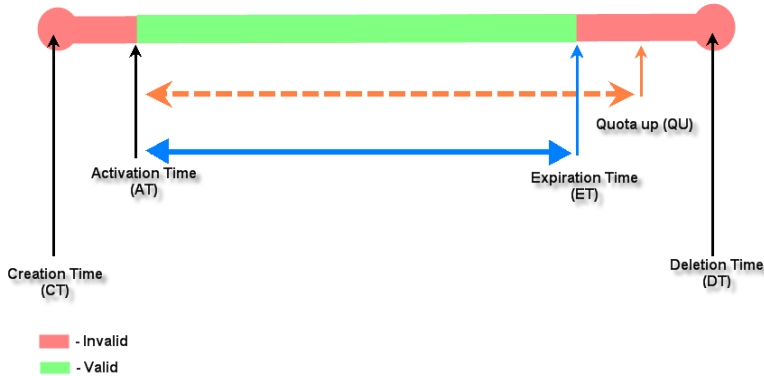 Quota up (QU)
Activation Time
(AT)
Expiration Time
(ET)
Creation Time
(CT)
Deletion Time
(DT)
- Invalid
- Valid